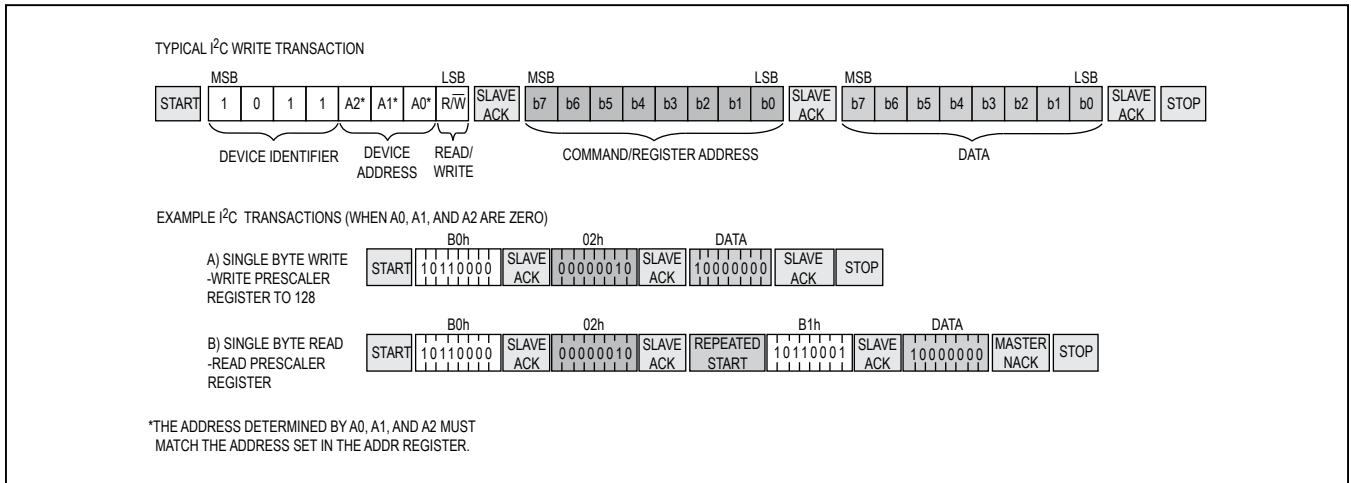 TYPICAL I2C WRITE TRANSACTION
MSB LSB MSB LSB MSB LSB
START 1 0 1 1 A2* A1* A0* R/W̅ SLAVE ACK b7 b6 b5 b4 b3 b2 b1 b0 SLAVE ACK b7 b6 b5 b4 b3 b2 b1 b0 SLAVE ACK STOP
DEVICE IDENTIFIER DEVICE ADDRESS READ/WRITE COMMAND/REGISTER ADDRESS DATA
EXAMPLE I2C TRANSACTIONS (WHEN A0, A1, AND A2 ARE ZERO)
B0h 02h DATA
A) SINGLE BYTE WRITE
-WRITE PRESCALER
REGISTER TO 128
START 10110000 SLAVE ACK 00000010 SLAVE ACK 10000000 SLAVE ACK STOP
B0h 02h B1h DATA
B) SINGLE BYTE READ
-READ PRESCALER
REGISTER
START 10110000 SLAVE ACK 00000010 SLAVE ACK REPEATED START 10110001 SLAVE ACK 10000000 MASTER NACK STOP
*THE ADDRESS DETERMINED BY A0, A1, AND A2 MUST
MATCH THE ADDRESS SET IN THE ADDR REGISTER.